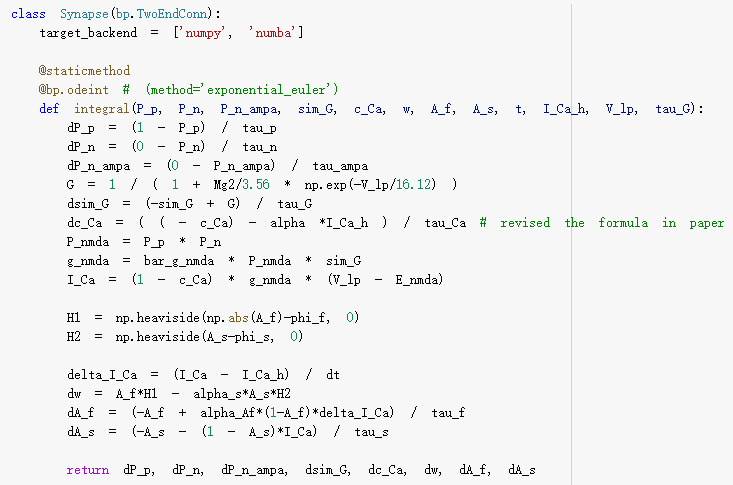 class Synapse(bp.TwoEndConn):
    target_backend = ['numpy', 'numba']

    @staticmethod
    @bp.odeint # (method='exponential_euler')
    def integral(P_p, P_n, P_n_ampa, sim_G, c_Ca, w, A_f, A_s, t, I_Ca_h, V_lp, tau_G):
        dP_p = (1 - P_p) / tau_p
        dP_n = (0 - P_n) / tau_n
        dP_n_ampa = (0 - P_n_ampa) / tau_ampa
        G = 1 / ( 1 + Mg2/3.56 * np.exp(-V_lp/16.12) )
        dsim_G = (-sim_G + G) / tau_G
        dc_Ca = ( ( - c_Ca) - alpha *I_Ca_h ) / tau_Ca # revised the formula in paper
        P_nmda = P_p * P_n
        g_nmda = bar_g_nmda * P_nmda * sim_G
        I_Ca = (1 - c_Ca) * g_nmda * (V_lp - E_nmda)

        H1 = np.heaviside(np.abs(A_f)-phi_f, 0)
        H2 = np.heaviside(A_s-phi_s, 0)

        delta_I_Ca = (I_Ca - I_Ca_h) / dt
        dw = A_f*H1 - alpha_s*A_s*H2
        dA_f = (-A_f + alpha_Af*(1-A_f)*delta_I_Ca) / tau_f
        dA_s = (-A_s - (1 - A_s)*I_Ca) / tau_s

        return dP_p, dP_n, dP_n_ampa, dsim_G, dc_Ca, dw, dA_f, dA_s